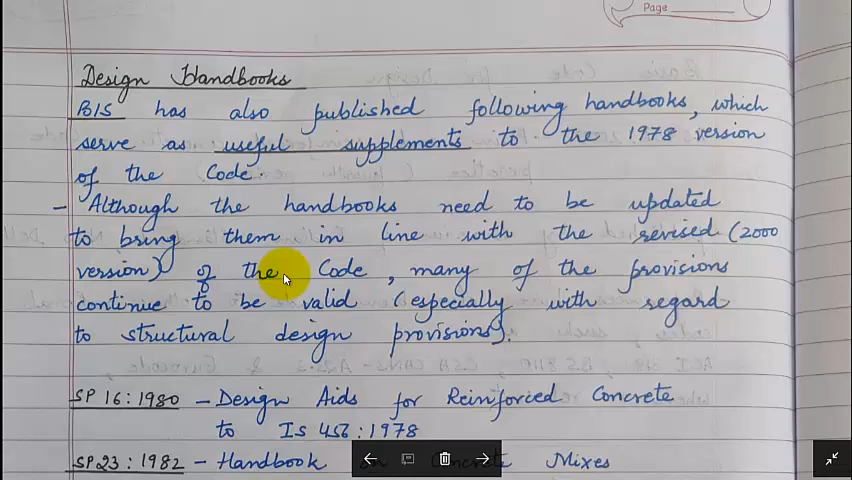 Page
Design Handbooks
BIS has also published following handbooks, which
serve as useful supplements to the 1978 version
of the Code.
- Although the handbooks need to be updated
to bring them in line with the revised (2000
version) of the Code, many of the provisions
continue to be valid (especially with regard
to structural design provisions).
SP 16:1980 - Design Aids for Reinforced Concrete
to Is 456:1978
SP23:1982 - Handbook on Concrete Mixes